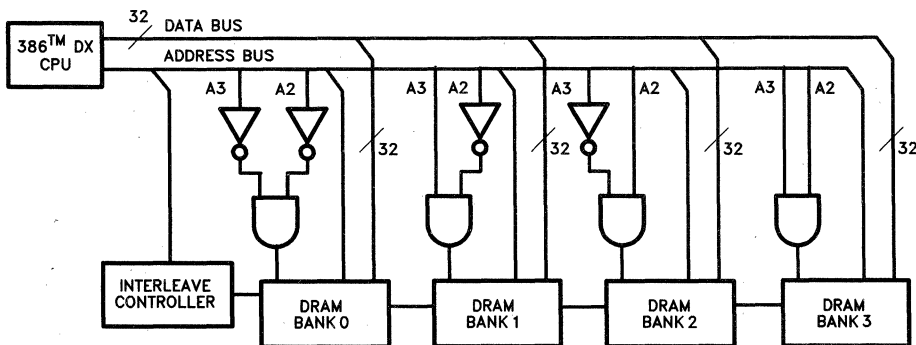 32
DATA BUS
386™ DX
CPU
ADDRESS BUS
A3 A2 A3 A2 A3 A2 A3 A2
32 32 32 32
INTERLEAVE
CONTROLLER
DRAM
BANK 0
DRAM
BANK 1
DRAM
BANK 2
DRAM
BANK 3